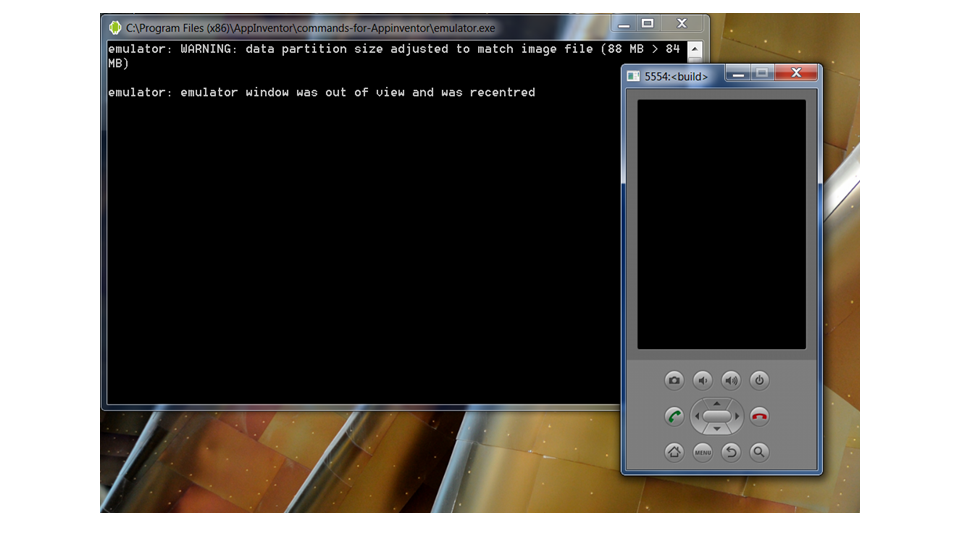 C:\Program Files (x86)\AppInventor\commands-for-Appinventor\emulator.exe
emulator: WARNING: data partition size adjusted to match image file (88 MB > 84
MB)
emulator: emulator window was out of view and was recentred
5554:<build>
MENU